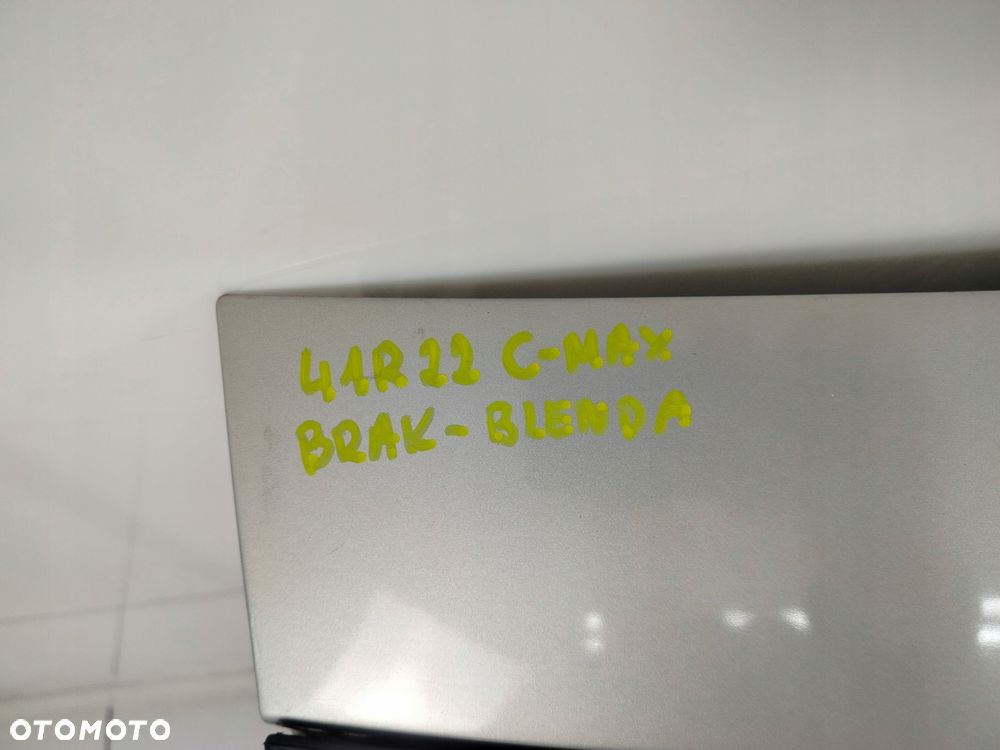 41R22 C-MAX
BRAK-BLENDA
OTOMOTO